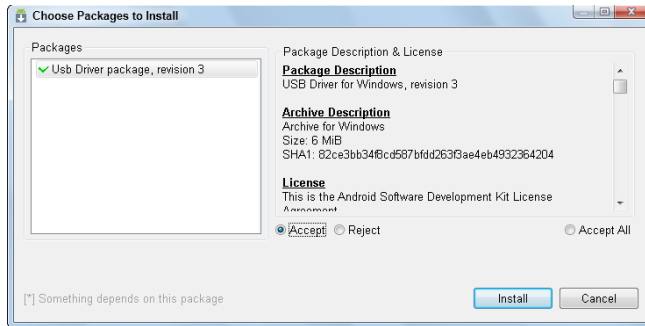 Choose Packages to Install
Packages
Usb Driver package, revision 3
Package Description & License
Package Description
USB Driver for Windows, revision 3
Archive Description
Archive for Windows
Size: 6 MiB
SHA1: 82ce3bb34f8cd587bfdd263f3ae4eb4932364204
License
This is the Android Software Development Kit License
Agreement
Accept Reject Accept All
[*] Something depends on this package
Install Cancel